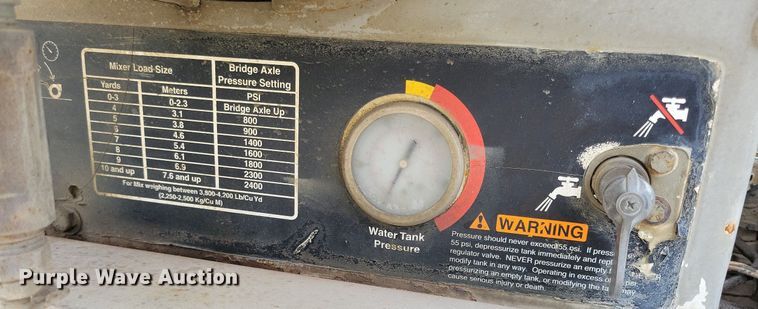 Mixer Load Size Bridge Axle
Pressure Setting
Yards Meters PSI
0-3 0-2.3 Bridge Axle Up
4 3.1 800
5 3.8 900
6 4.6 1400
7 5.4 1600
8 6.1 1800
9 6.9 2300
10 and up 7.6 and up 2400
For Mix weighing between 3,800-4,200 Lb/Cu Yd
(2,250-2,500 Kg/Cu M)
Water Tank
Pressure
WARNING
Pressure should never exceed 55 psi. If
55 psi, depressurize tank immediately and
regulator valve. NEVER pressurize an empty
modify tank in any way. Operating in excess of
pressurizing an empty tank, or modifying the may
cause serious injury or death.
Purple Wave Auction